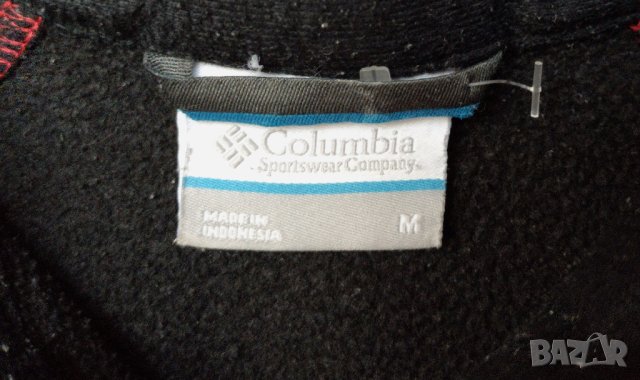 Columbia
Sportswear Company®
MADE IN
INDONESIA
M
BAZAR